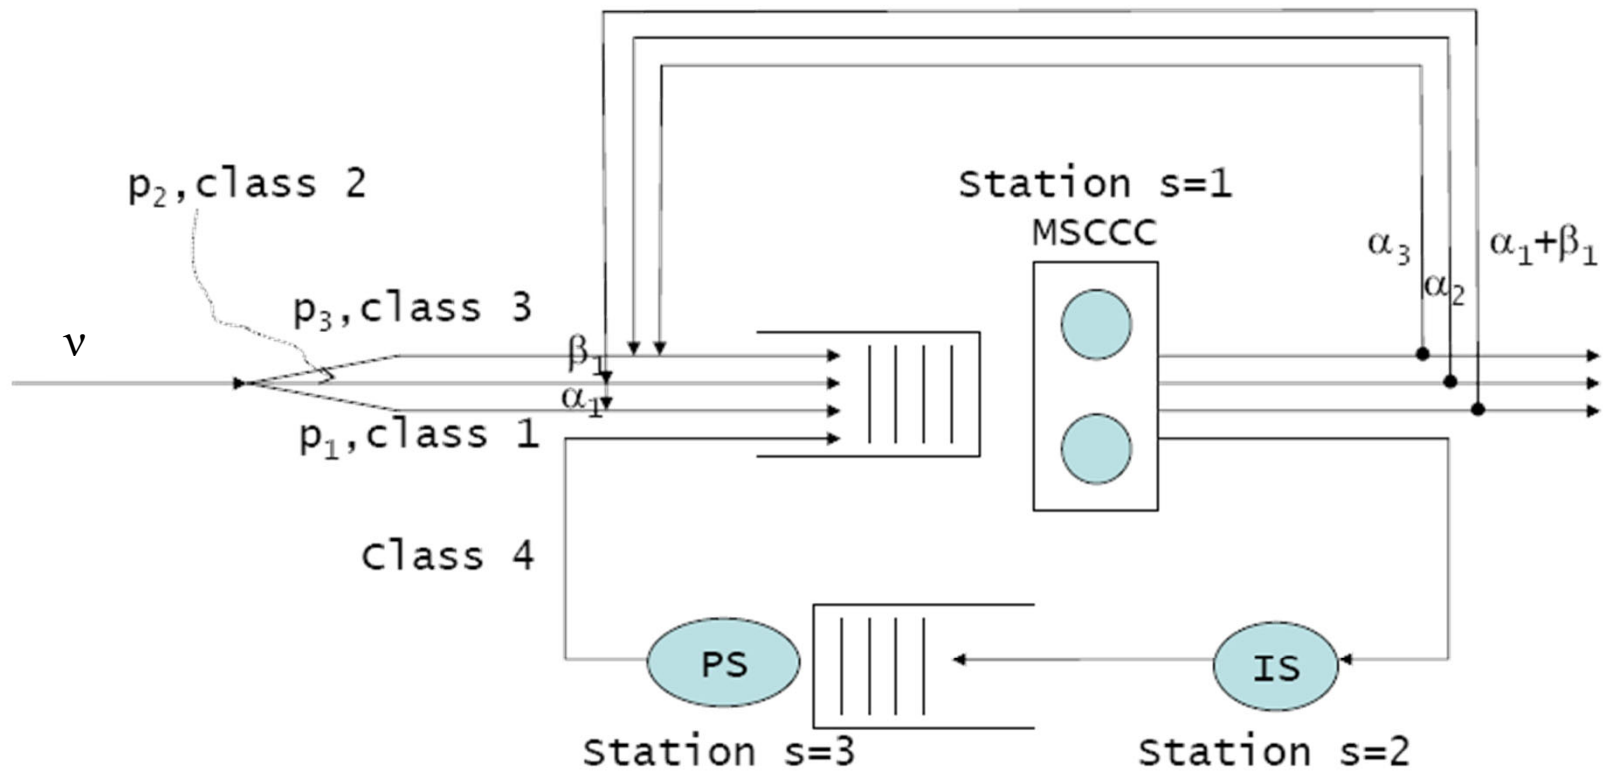 p₂,class 2
Station s=1
MSCCC
α₃
α₁+β₁
α₂
p₃,class 3
ν
β₁
α₁
p₁,class 1
Class 4
PS
IS
Station s=3
Station s=2